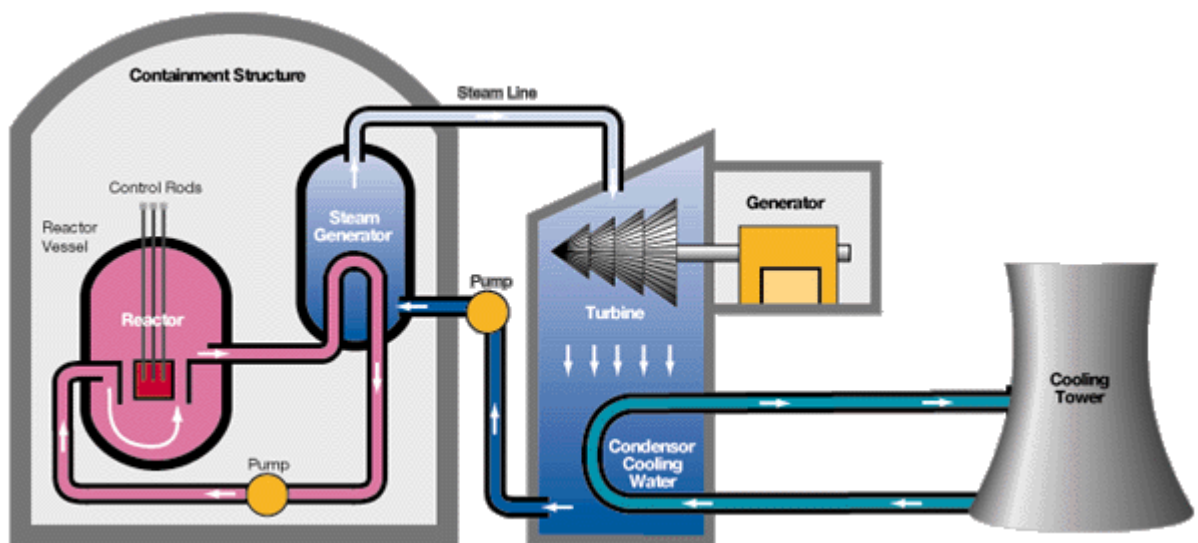 Containment Structure
Steam Line
Control Rods
Reactor
Vessel
Steam
Generator
Generator
Pump
Reactor
Turbine
Cooling
Tower
Condensor
Cooling
Water
Pump